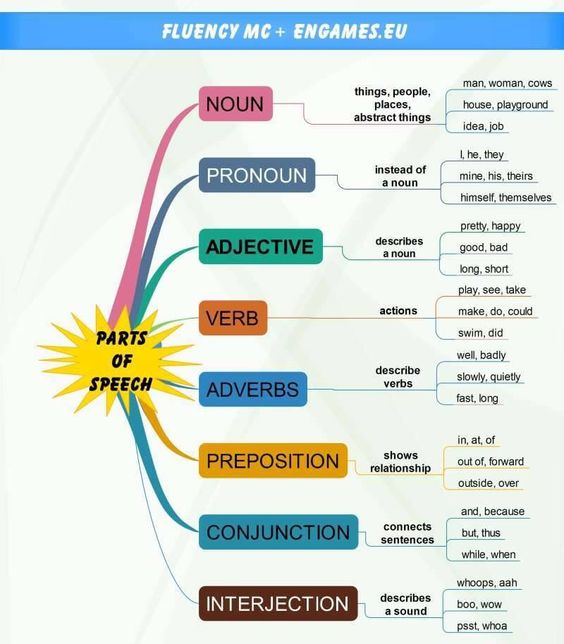 FLUENCY MC + ENGAMES.EU
PARTS
OF
SPEECH
NOUN
things, people,
places,
abstract things
man, woman, cows
house, playground
idea, job
PRONOUN
instead of
a noun
I, he, they
mine, his, theirs
himself, themselves
ADJECTIVE
describes
a noun
pretty, happy
good, bad
long, short
VERB
actions
play, see, take
make, do, could
swim, did
ADVERBS
describe
verbs
well, badly
slowly, quietly
fast, long
PREPOSITION
shows
relationship
in, at, of
out of, forward
outside, over
CONJUNCTION
connects
sentences
and, because
but, thus
while, when
INTERJECTION
describes
a sound
whoops, aah
boo, wow
psst, whoa